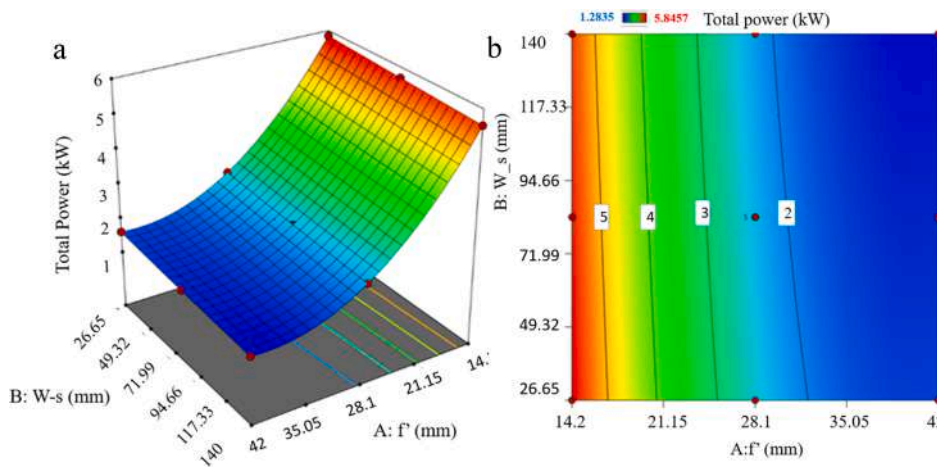 a
Total Power (kW)
6
5
4
3
2
1
26.65
49.32
71.99
94.66
117.33
140
B: W-s (mm)
42
35.05
28.1
21.15
14.
A: f' (mm)
b
1.2835 5.8457 Total power (kW)
B: W_s (mm)
140
117.33
94.66
71.99
49.32
26.65
5 4 3 2
14.2 21.15 28.1 35.05 4
A:f' (mm)